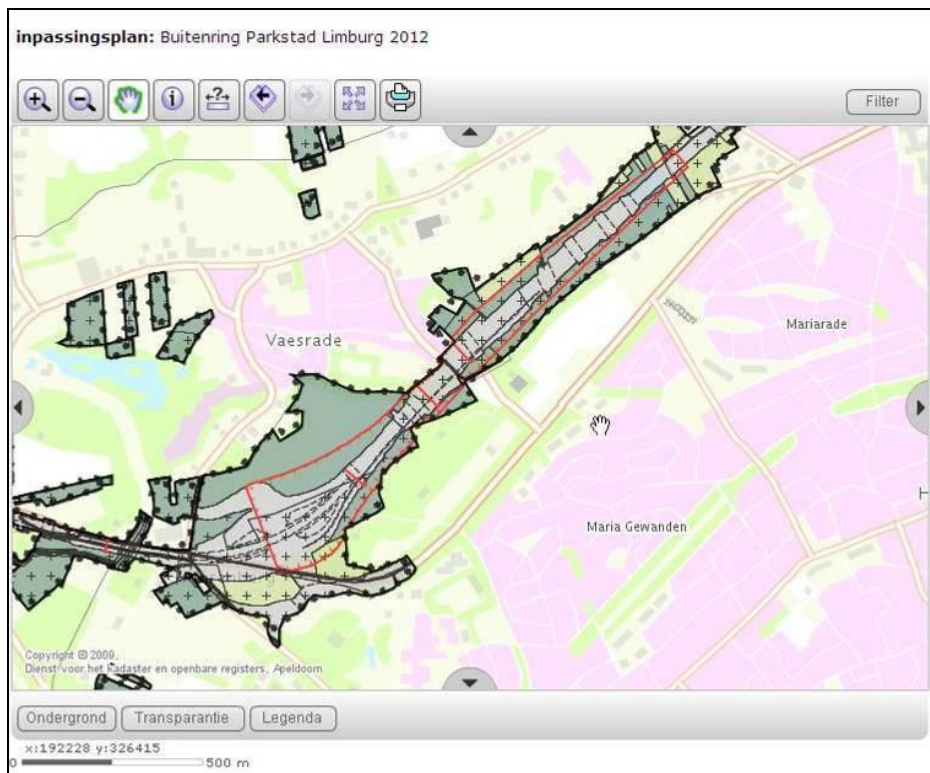 inpassingsplan: Buitenring Parkstad Limburg 2012
Filter
Vaesrade
Mariarade
H
Maria Gewanden
Copyright © 2009,
Dienst voor het kadaster en openbare registers, Apeldoorn
Ondergrond Transparantie Legenda
x:192228 y:326415
0 500 m